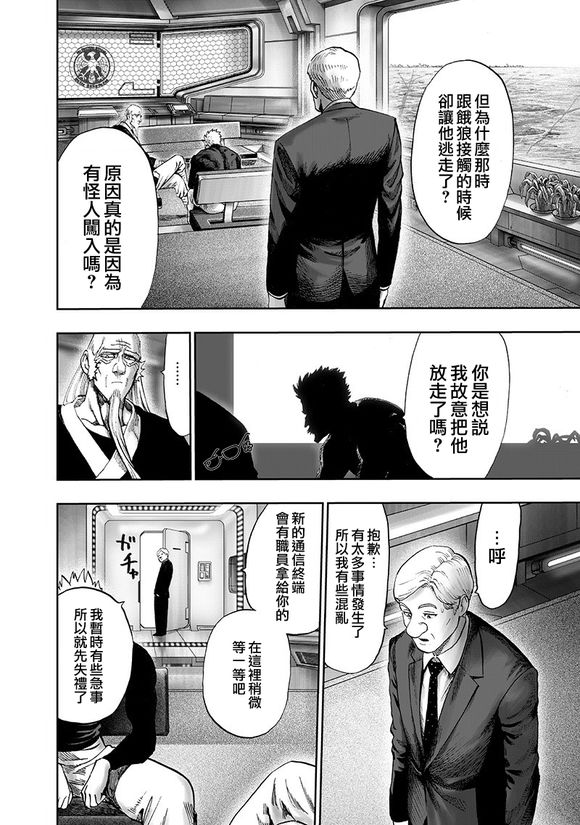 但為什麼那時
跟餓狼接觸的時候
卻讓他逃走了？
原因真的是因為
有怪人闖入嗎？
你是想說
我故意把他
放走了嗎？
……
…呼
抱歉…
有太多事情發生了
所以我有些混亂
新的通信終端
會有職員拿給你的
在這裡稍微
等一等吧
ガチャ
我暫時有些急事
所以就先失禮了